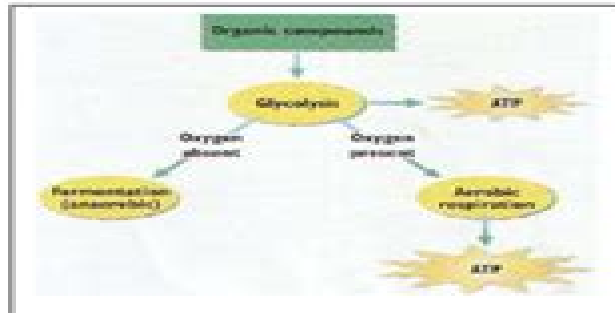 Organic compounds
Glycolysis
ATP
Oxygen
absent
Oxygen
present
Fermentation
(anaerobic)
Aerobic
respiration
ATP